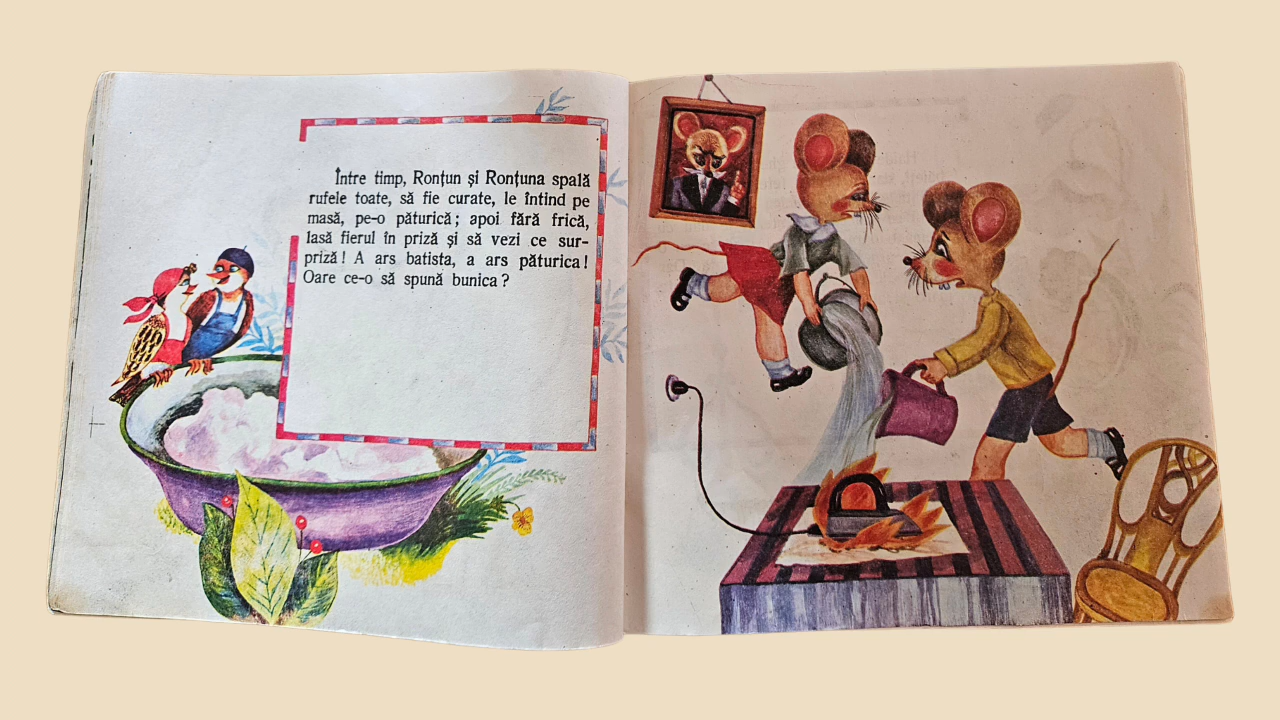 Între timp, Ronțun și Ronțuna spală
rufele toate, să fie curate, le întind pe
masă, pe-o păturică; apoi fără frică,
lasă fierul în priză și să vezi ce sur-
priză! A ars batista, a ars păturica!
Oare ce-o să spună bunica?